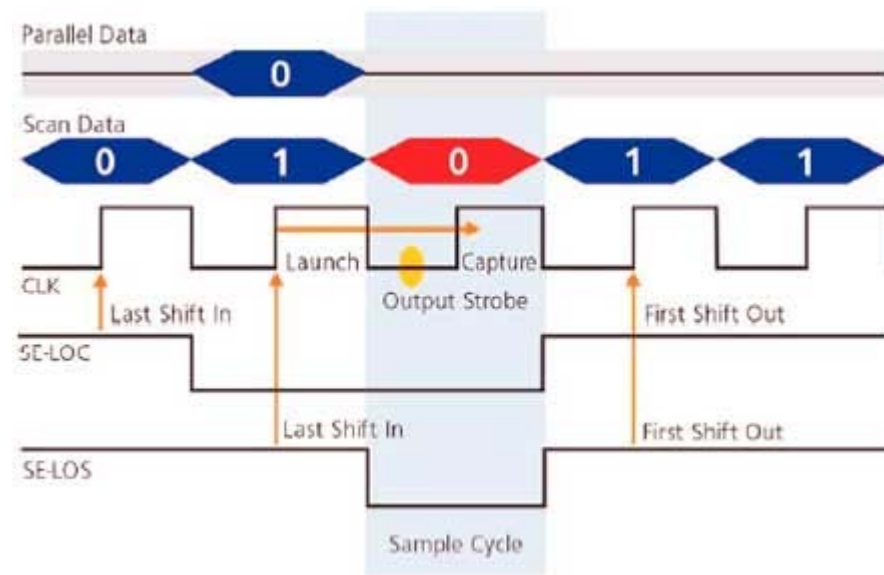 Parallel Data
0
Scan Data
0 1 0 1 1
Launch Capture
CLK
Output Strobe
Last Shift In First Shift Out
SE-LOC
Last Shift In First Shift Out
SE-LOS
Sample Cycle